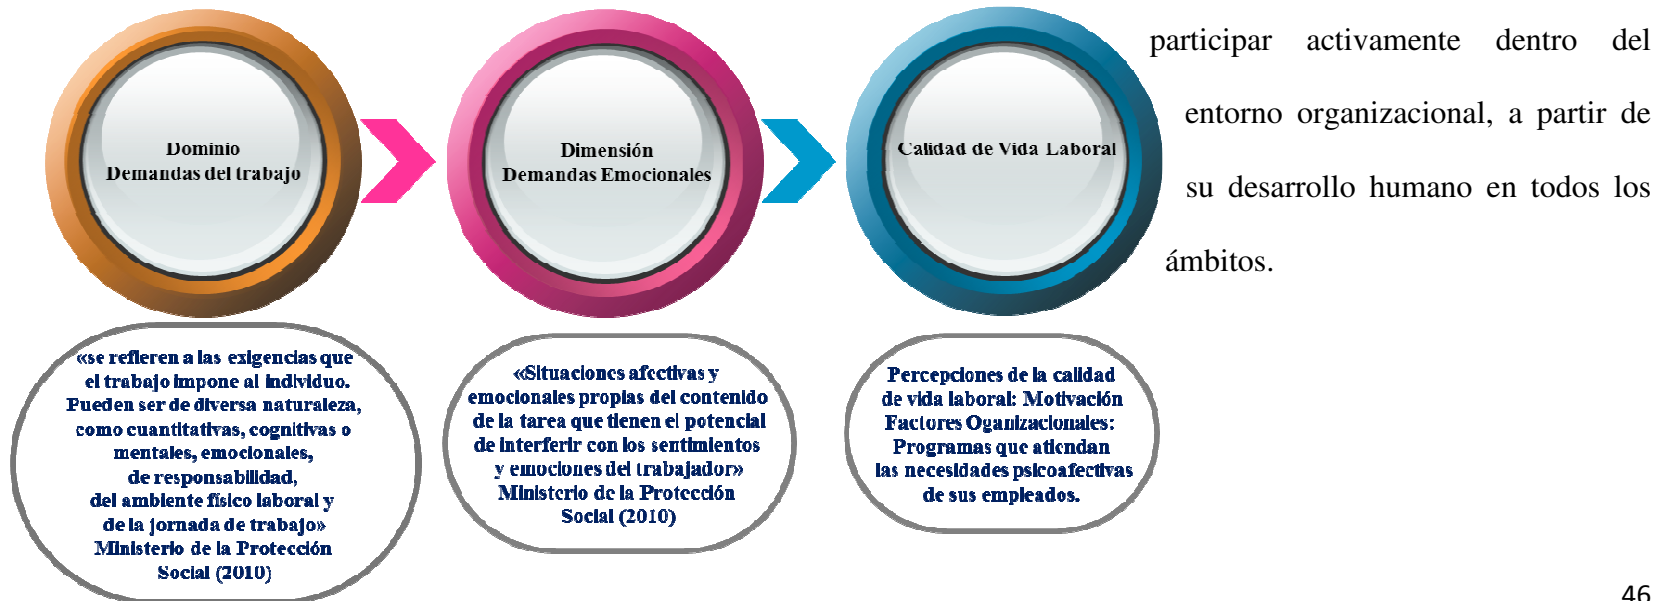 participar activamente dentro del
entorno organizacional, a partir de
su desarrollo humano en todos los
ámbitos.
Dominio
Demandas del trabajo
Dimensión
Demandas Emocionales
Calidad de Vida Laboral
«se refieren a las exigencias que
el trabajo impone al individuo.
Pueden ser de diversa naturaleza,
como cuantitativas, cognitivas o
mentales, emocionales,
de responsabilidad,
del ambiente físico laboral y
de la jornada de trabajo»
Ministerio de la Protección
Social (2010)
«Situaciones afectivas y
emocionales propias del contenido
de la tarea que tienen el potencial
de interferir con los sentimientos
y emociones del trabajador»
Ministerio de la Protección
Social (2010)
Percepciones de la calidad
de vida laboral: Motivación
Factores Oganizacionales:
Programas que atiendan
las necesidades psicoafectivas
de sus empleados.
46